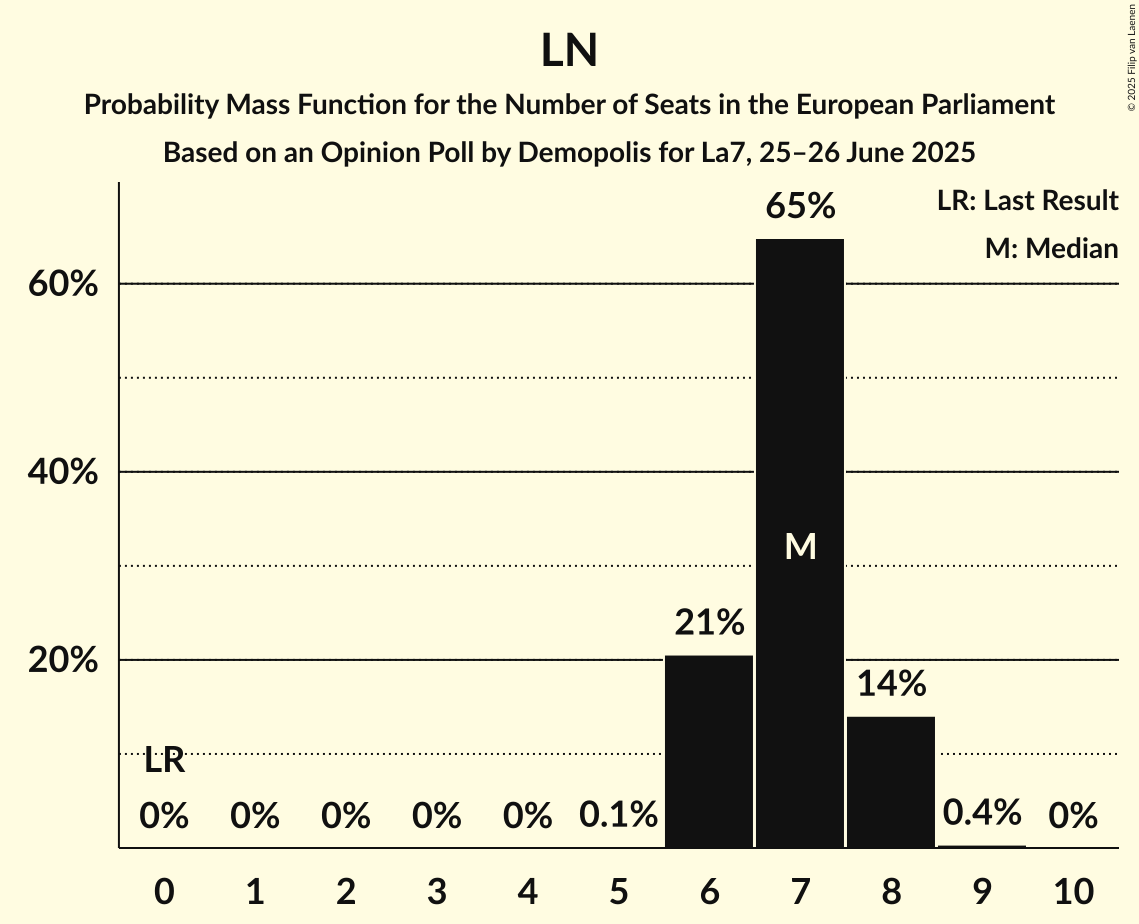 LN
Probability Mass Function for the Number of Seats in the European Parliament
Based on an Opinion Poll by Demopolis for La7, 25–26 June 2025
© 2025 Filip van Laenen
LR: Last Result
M: Median
65%
60%
40%
M
21%
20%
14%
LR
0% 0% 0% 0% 0% 0.1% 0.4% 0%
0 1 2 3 4 5 6 7 8 9 10